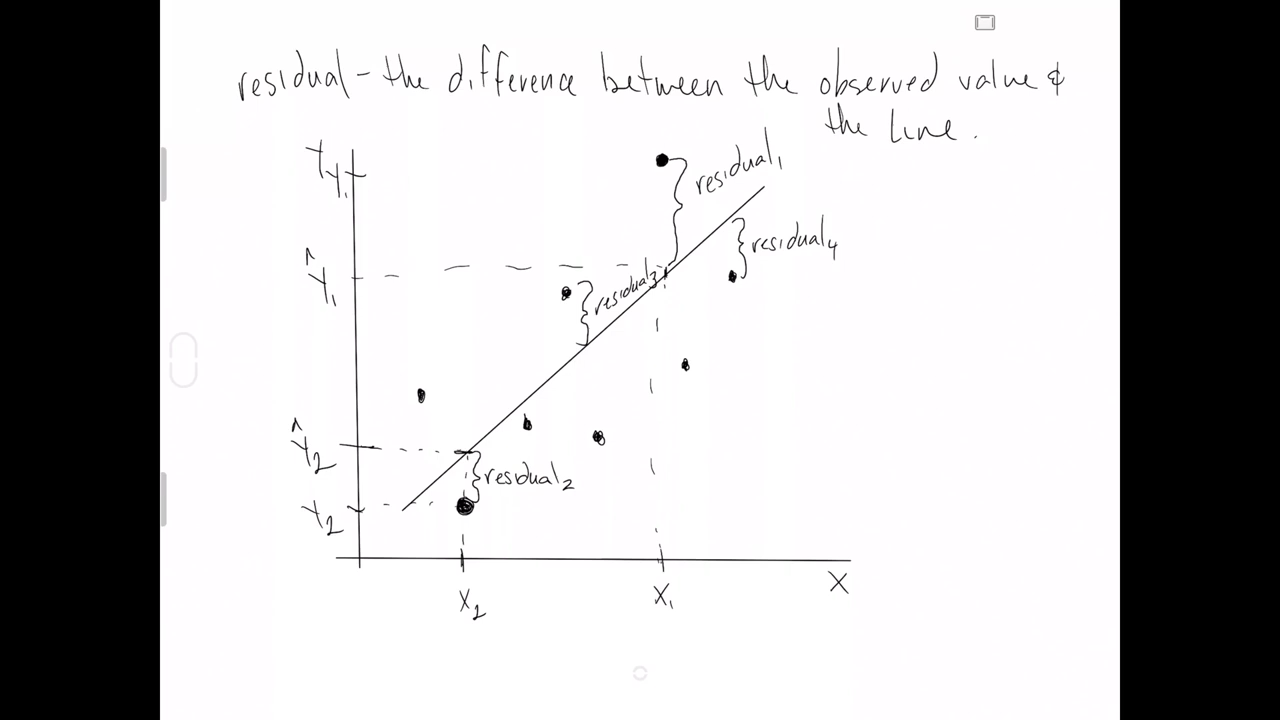 residual - the difference between the observed value &
the line.
Y
Y₁
residual₁
residual₄
Ŷ₁
residual₃
Ŷ₂
residual₂
Y₂
X
X₂
X₁